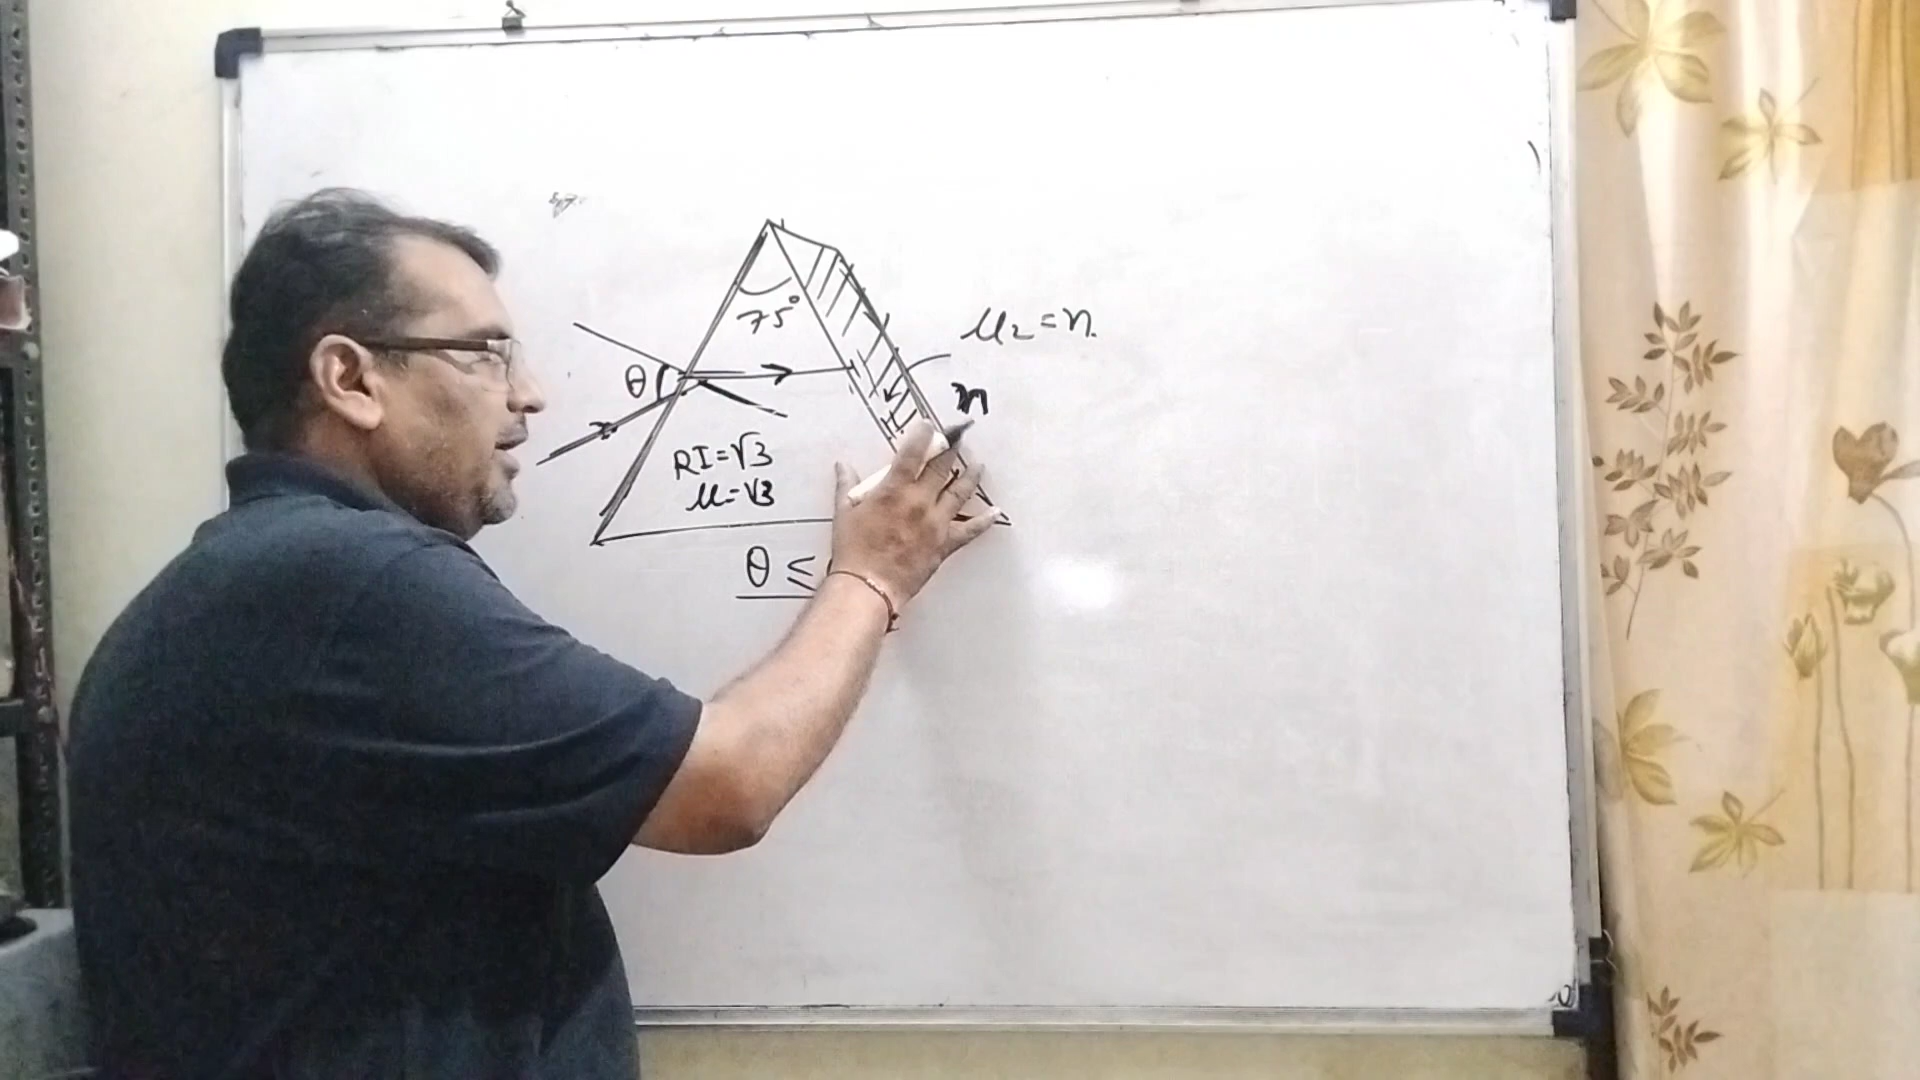 75°
μ₂ = n.
θ
n
RI = √3
μ = √3
θ ≤